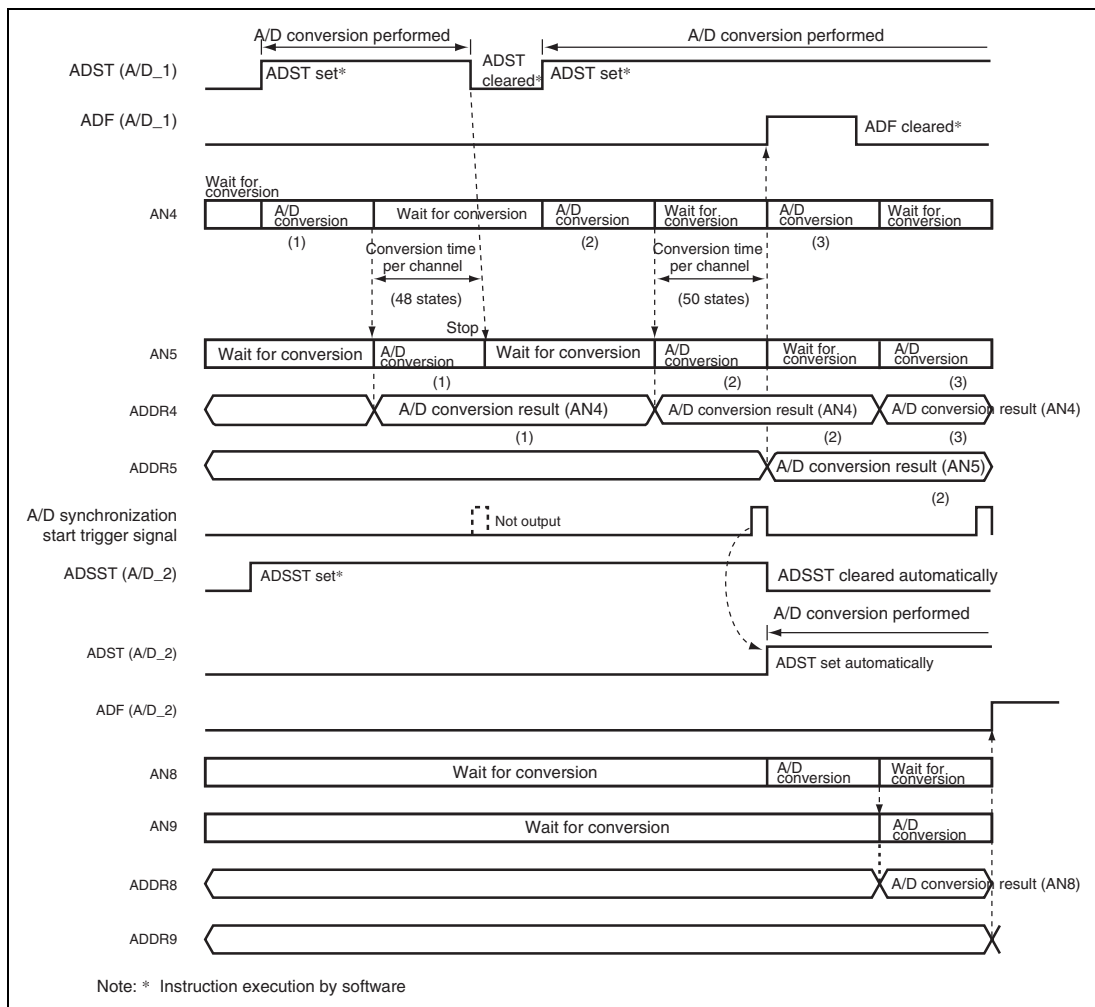 A/D conversion performed A/D conversion performed
ADST (A/D_1) ADST set* ADST cleared* ADST set*
ADF (A/D_1) ADF cleared*
Wait for conversion
AN4 A/D conversion Wait for conversion A/D conversion Wait for conversion A/D conversion Wait for conversion
(1) (2) (3)
Conversion time per channel Conversion time per channel
(48 states) (50 states)
Stop
AN5 Wait for conversion A/D conversion Wait for conversion A/D conversion Wait for conversion A/D conversion
(1) (2) (3)
ADDR4 A/D conversion result (AN4) A/D conversion result (AN4) A/D conversion result (AN4)
(1) (2) (3)
ADDR5 A/D conversion result (AN5)
(2)
A/D synchronization
start trigger signal Not output
ADSST (A/D_2) ADSST set* ADSST cleared automatically
A/D conversion performed
ADST (A/D_2) ADST set automatically
ADF (A/D_2)
AN8 Wait for conversion A/D conversion Wait for conversion
AN9 Wait for conversion A/D conversion
ADDR8 A/D conversion result (AN8)
ADDR9
Note: * Instruction execution by software